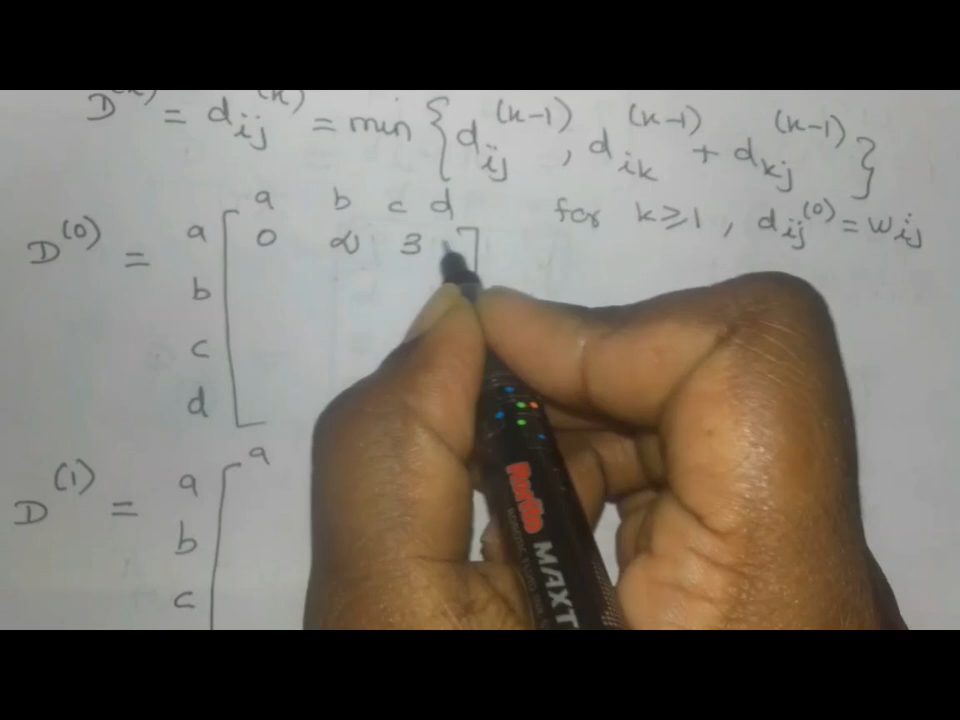 D^(k) = d_ij^(k) = min { d_ij^(k-1), d_ik^(k-1) + d_kj^(k-1) }
for k ≥ 1, d_ij^(0) = w_ij
a b c d
D^(0) = a [ 0 ∞ 3 ]
b
c
d
a
D^(1) = a
b
c
MAXT